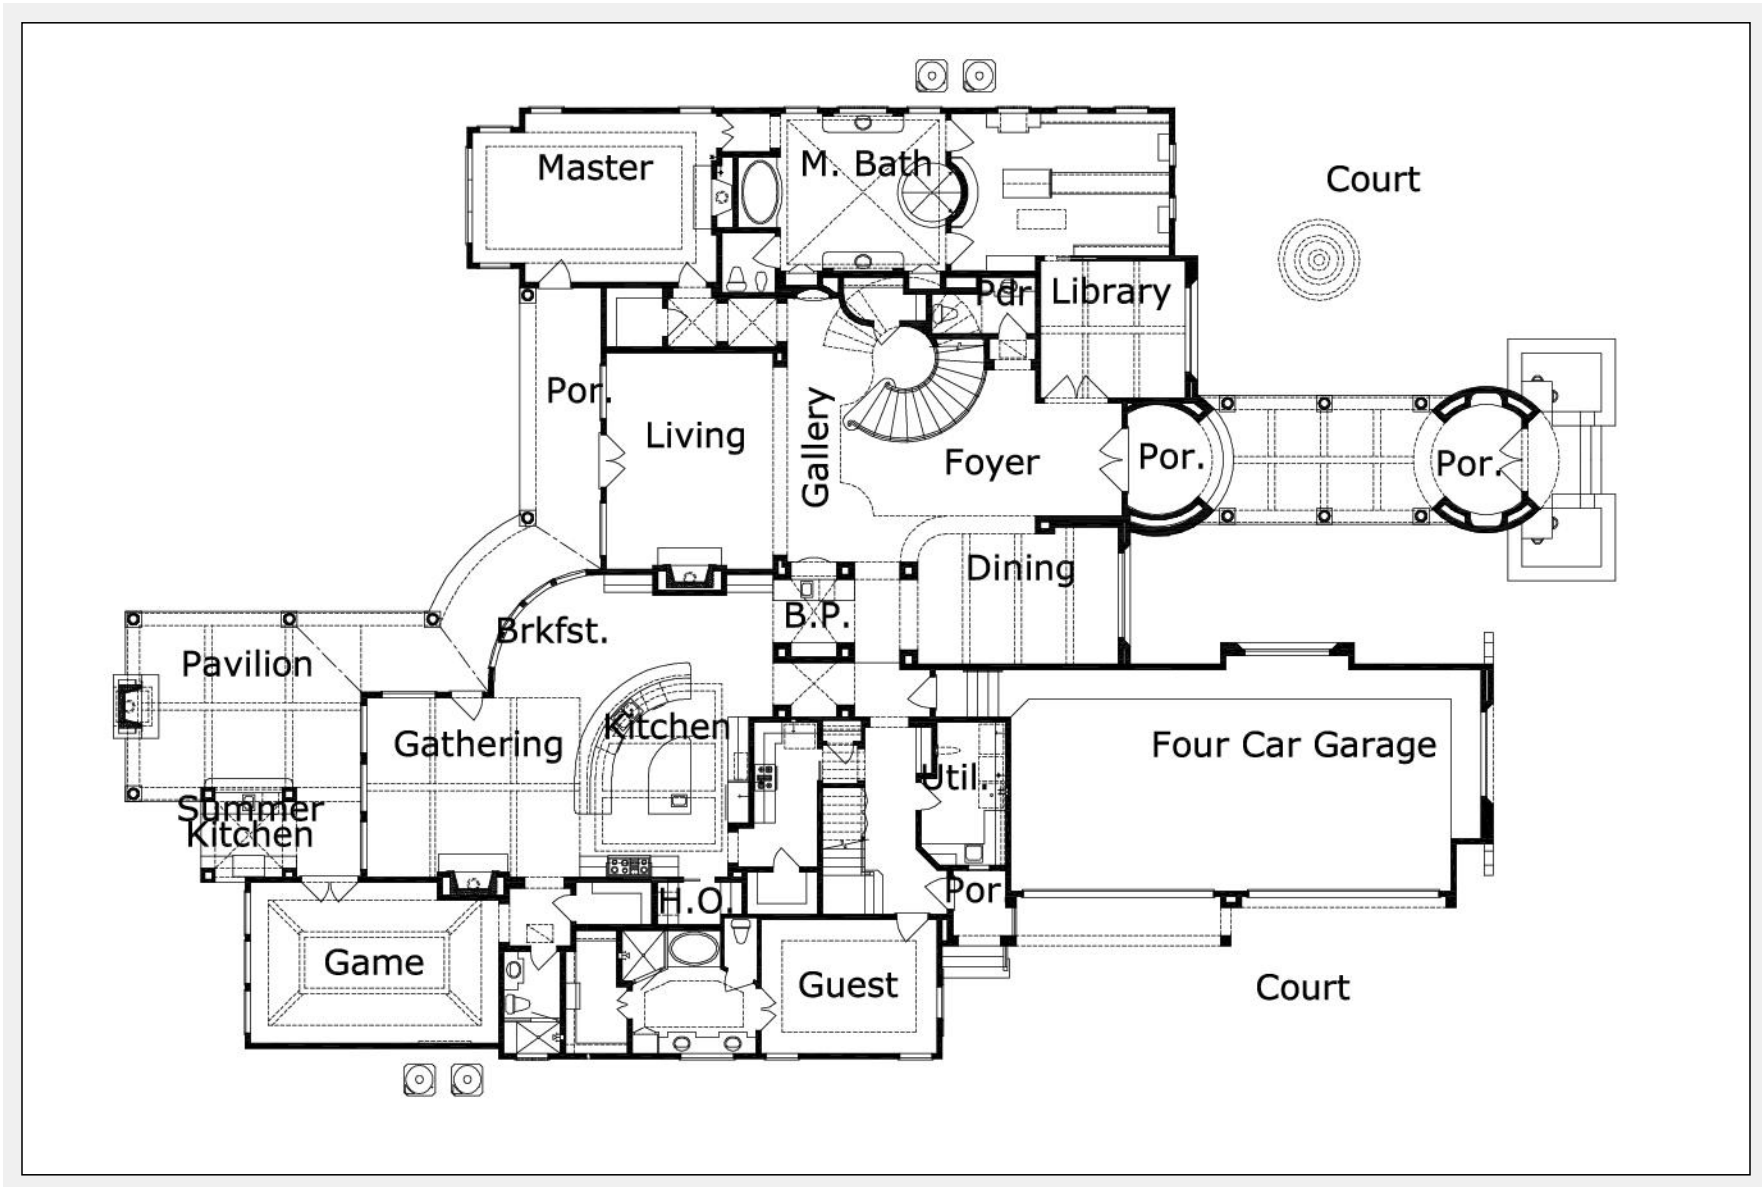 Master
M. Bath
Court
Pdr
Library
Por.
Living
Gallery
Foyer
Por.
Por.
Dining
B.P.
Brkfst.
Pavilion
Kitchen
Gathering
Four Car Garage
Util.
Summer
Kitchen
H.O.
Por.
Game
Guest
Court